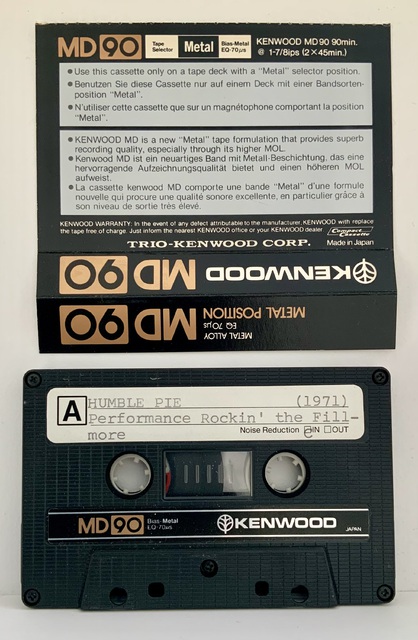 MD 90 Tape Selector Metal Bias-Metal EQ-70µs KENWOOD MD 90 90min. @ 1-7/8ips (2×45min.)
● Use this cassette only on a tape deck with a "Metal" selector position.
● Benutzen Sie diese Cassette nur auf einem Deck mit einer Bandsorten-
position "Metal".
● N'utiliser cette cassette que sur un magnétophone comportant la position
"Metal".
● KENWOOD MD is a new "Metal" tape formulation that provides superb
recording quality, especially through its higher MOL.
● Kenwood MD ist ein neuartiges Band mit Metall-Beschichtung, das eine
hervorragende Aufzeichnungsqualität bietet und einen höheren MOL
aufweist.
● La cassette kenwood MD comporte une bande "Metal" d'une formule
nouvelle qui procure une qualité sonore excellente, en particulier grâce à
son niveau de sortie très élevé.
KENWOOD WARRANTY: In the event of any defect attributable to the manufacturer, KENWOOD with replace
the tape free of charge. Just inform the nearest KENWOOD office or your KENWOOD dealer. Compact Cassette
TRIO-KENWOOD CORP. Made in Japan
KENWOOD MD 90
METAL POSITION METAL ALLOY EQ 70µs MD 90
A HUMBLE PIE (1971)
Performance Rockin' the Fill-
more Noise Reduction IN OUT
MD 90 Bias-Metal EQ-70µs KENWOOD JAPAN